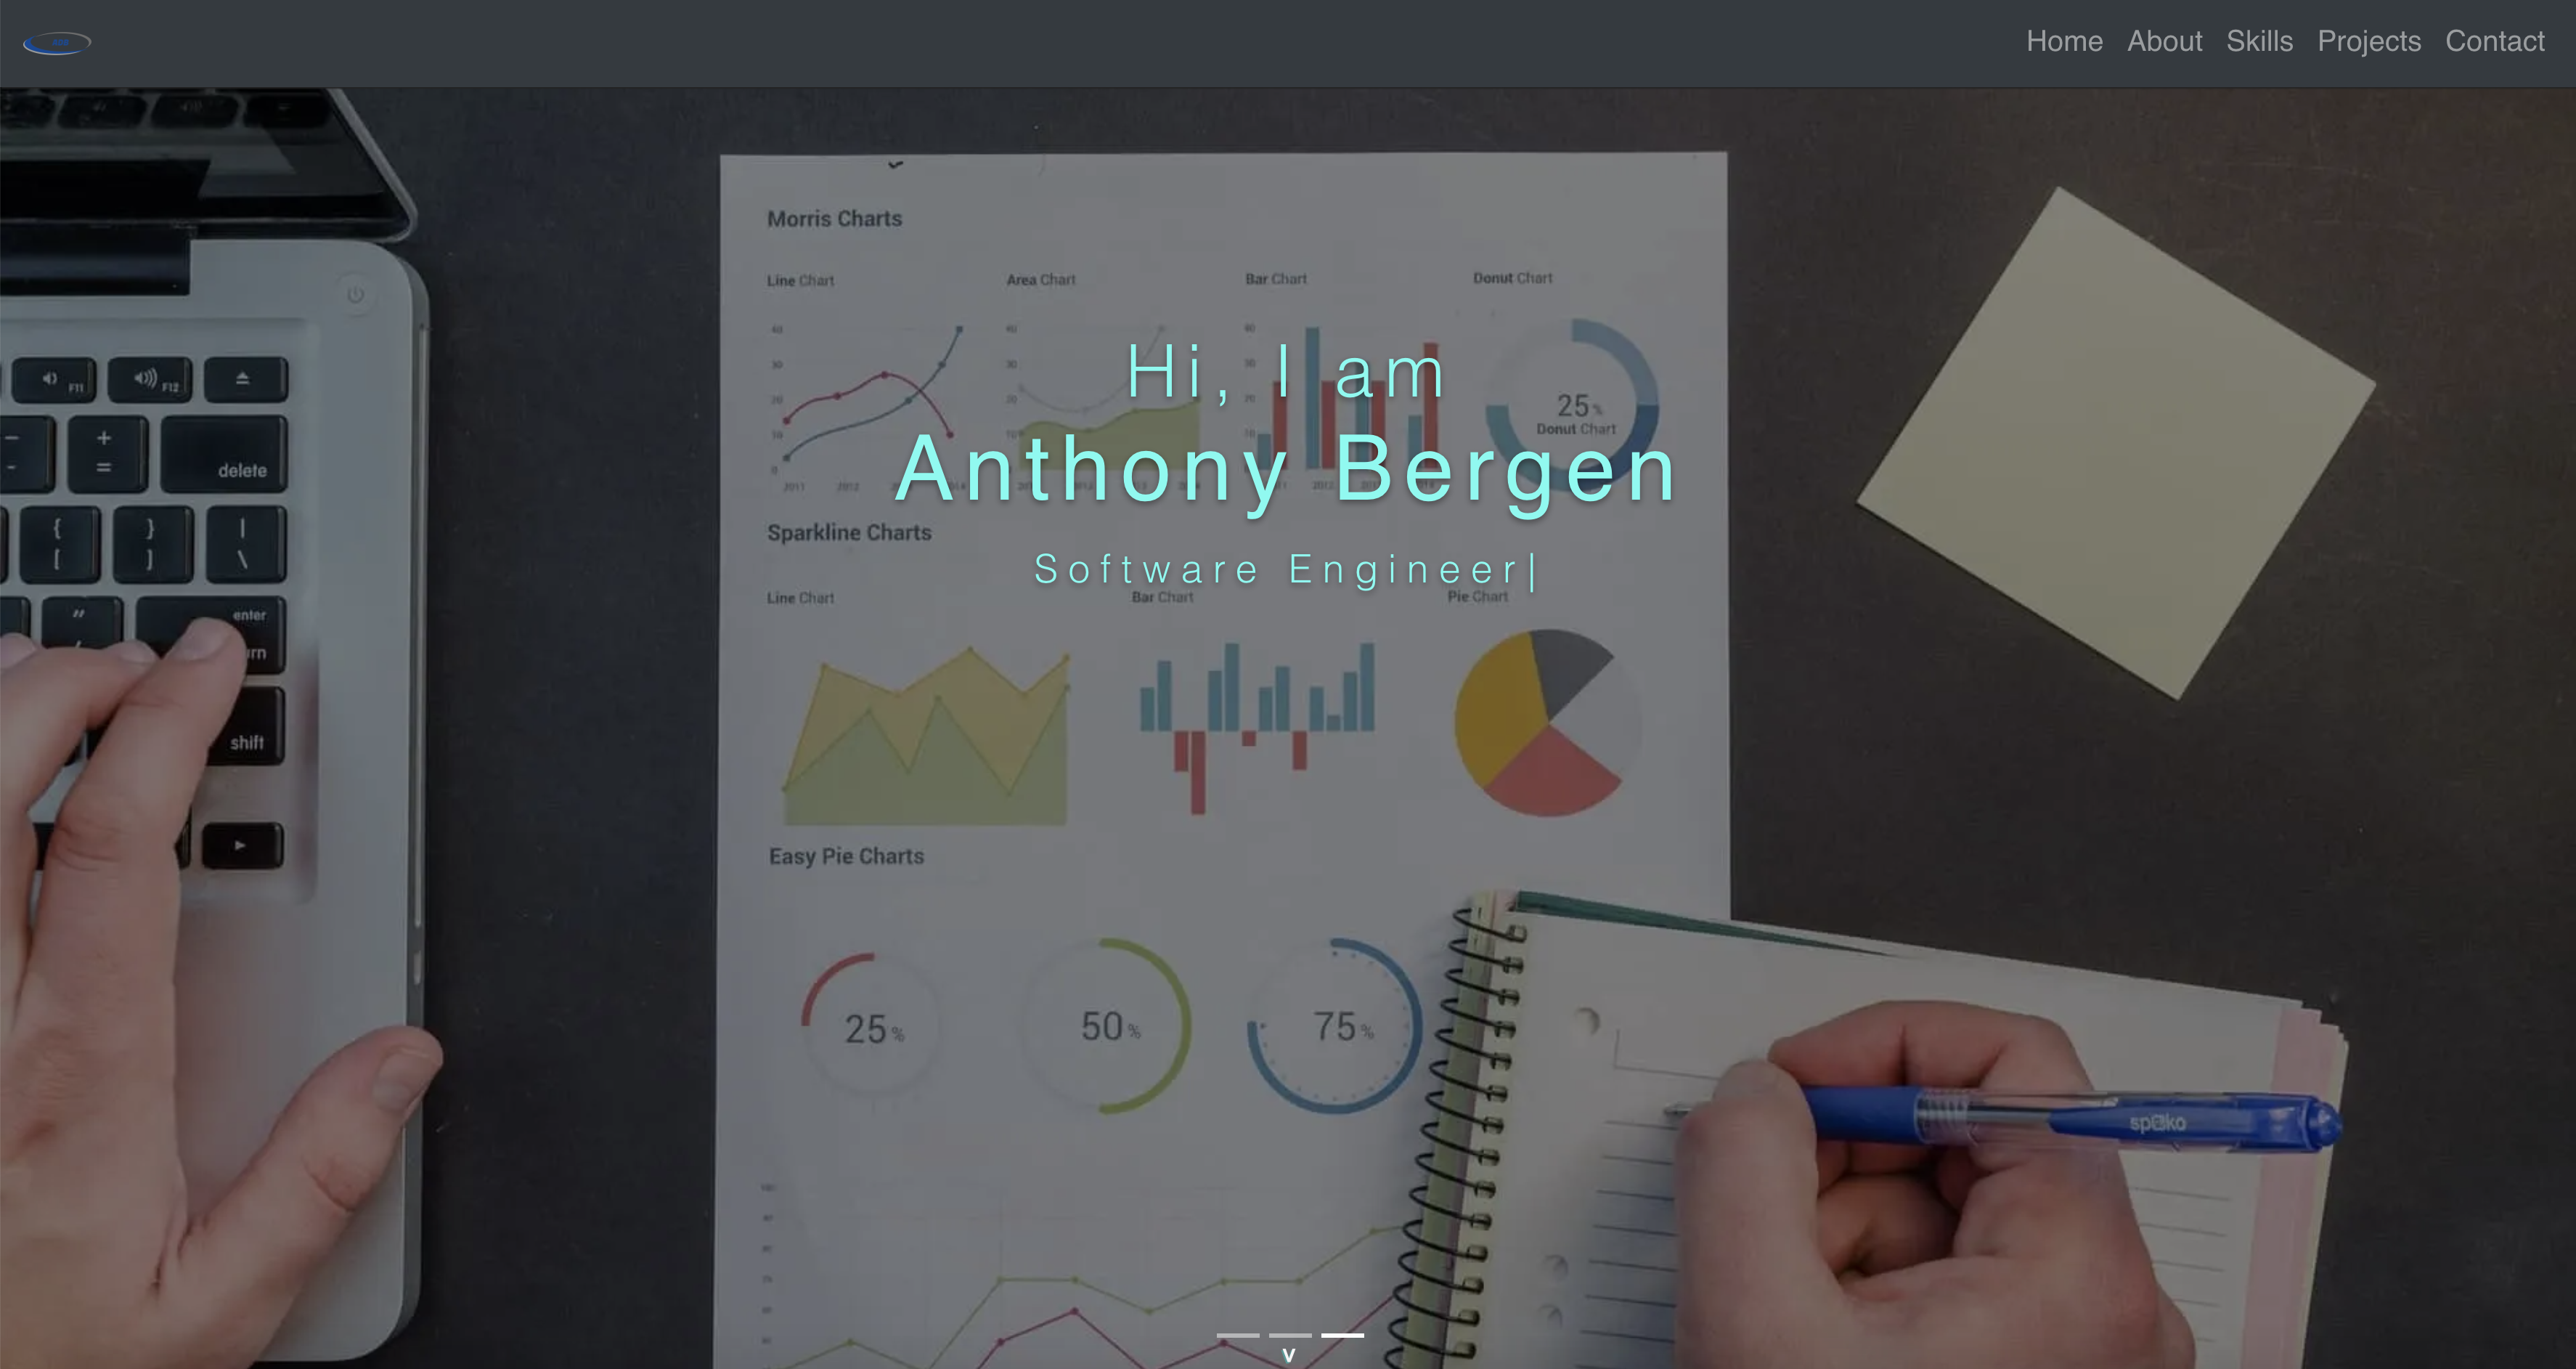 Home About Skills Projects Contact
Morris Charts
Line Chart Area Chart Bar Chart Donut Chart
Hi, I am
Anthony Bergen
Software Engineer|
25%
Donut Chart
Sparkline Charts
Line Chart Bar Chart Pie Chart
Easy Pie Charts
25% 50% 75%
F11 F12
delete
enter
shift
v